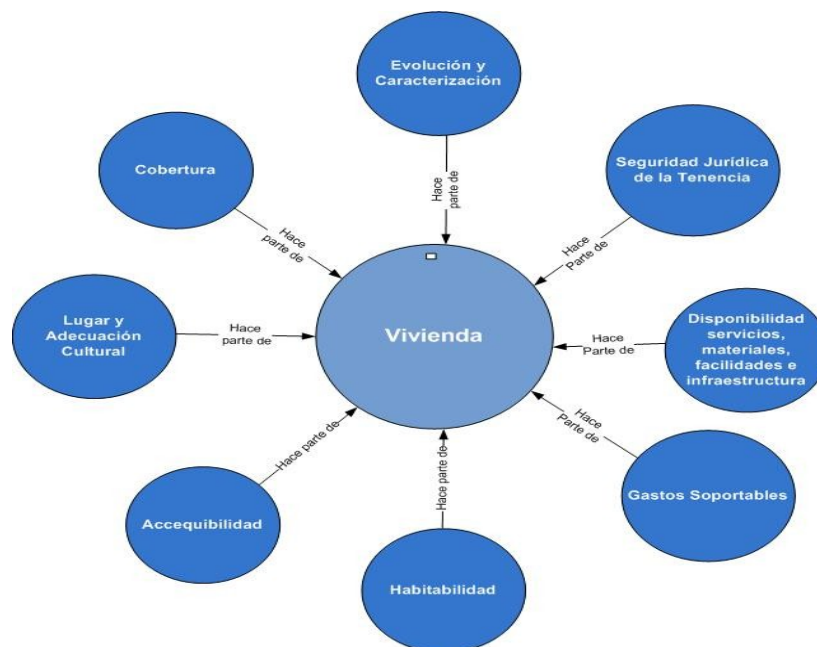 Evolución y
Caracterización
Hace
parte de
Cobertura
Hace
parte de
Seguridad Jurídica
de la Tenencia
Hace
Parte de
Lugar y
Adecuación
Cultural
Hace
parte de
Vivienda
Hace
Parte de
Disponibilidad
servicios,
materiales,
facilidades e
infraestructura
Hace parte de
Accequibilidad
Hace parte de
Habitabilidad
Hace
Parte de
Gastos Soportables